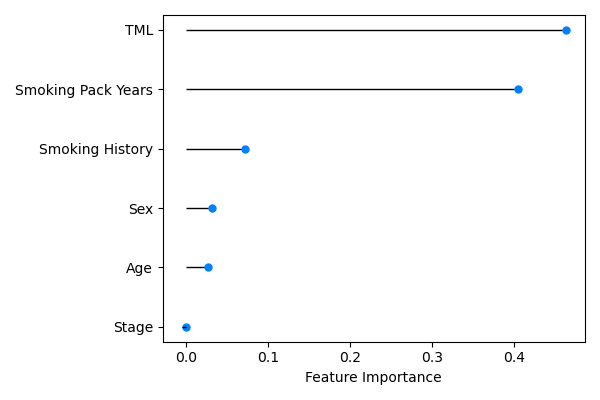 TML
Smoking Pack Years
Smoking History
Sex
Age
Stage
0.0 0.1 0.2 0.3 0.4
Feature Importance